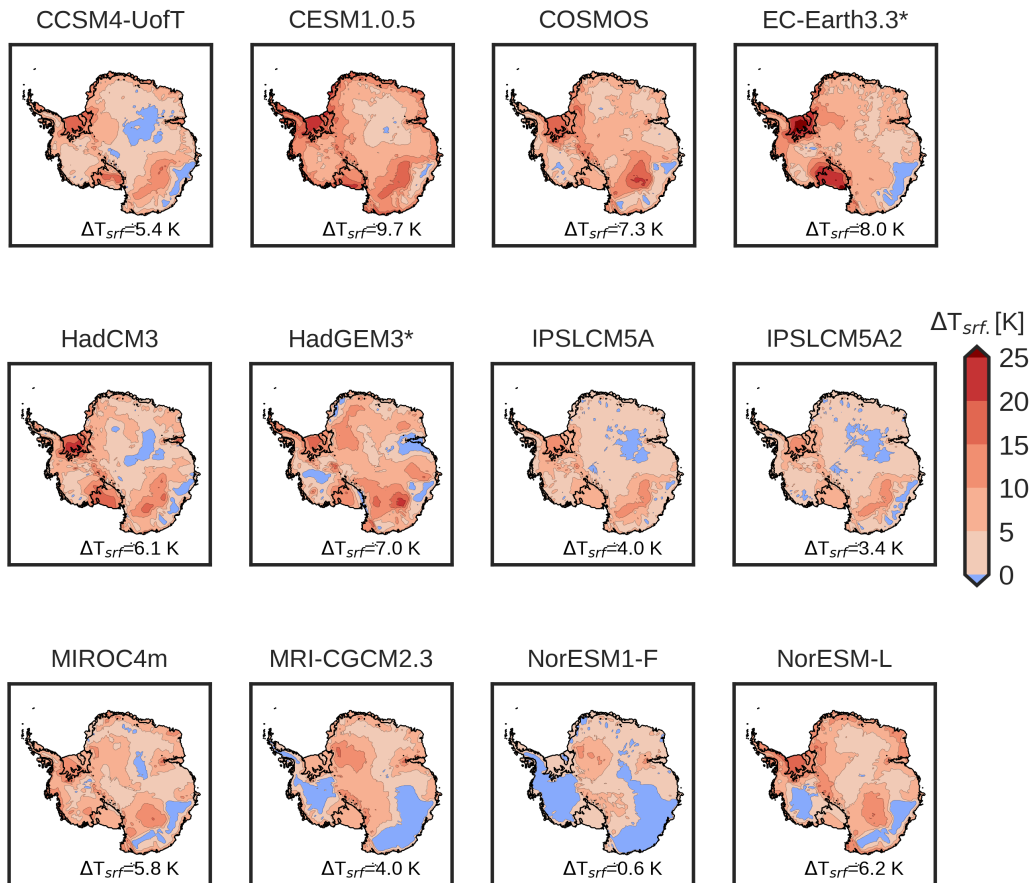 CCSM4-UofT
CESM1.0.5
COSMOS
EC-Earth3.3*
ΔTsrf=5.4 K
ΔTsrf=9.7 K
ΔTsrf=7.3 K
ΔTsrf=8.0 K
HadCM3
HadGEM3*
IPSLCM5A
IPSLCM5A2
ΔTsrf. [K]
25
20
15
10
5
0
ΔTsrf=6.1 K
ΔTsrf=7.0 K
ΔTsrf=4.0 K
ΔTsrf=3.4 K
MIROC4m
MRI-CGCM2.3
NorESM1-F
NorESM-L
ΔTsrf=5.8 K
ΔTsrf=4.0 K
ΔTsrf=0.6 K
ΔTsrf=6.2 K